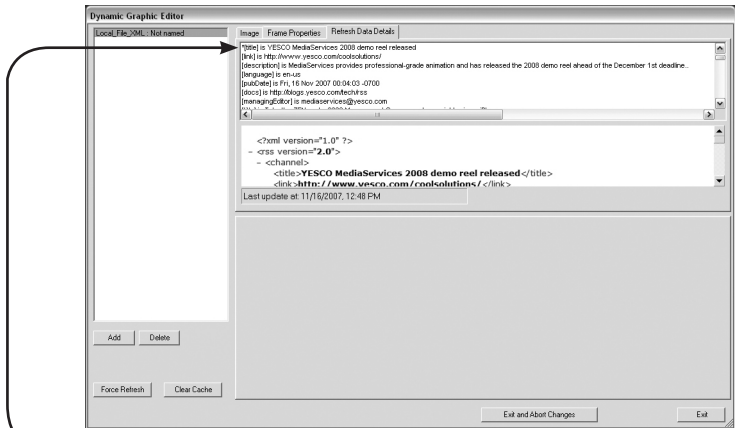 Dynamic Graphic Editor
Local_File_XML : Not named
Image Frame Properties Refresh Data Details
*[title] is YESCO MediaServices 2008 demo reel released
[link] is http://www.yesco.com/coolsolutions/
[description] is MediaServices provides professional-grade animation and has released the 2008 demo reel ahead of the December 1st deadline..
[language] is en-us
[pubDate] is Fri, 16 Nov 2007 00:04:03 -0700
[docs] is http://blogs.yesco.com/tech/rss
[managingEditor] is mediaservices@yesco.com
<?xml version="1.0" ?>
- <rss version="2.0">
- <channel>
<title>YESCO MediaServices 2008 demo reel released</title>
<link>http://www.yesco.com/coolsolutions/</link>
Last update at: 11/16/2007, 12:48 PM
Add Delete
Force Refresh Clear Cache
Exit and Abort Changes Exit